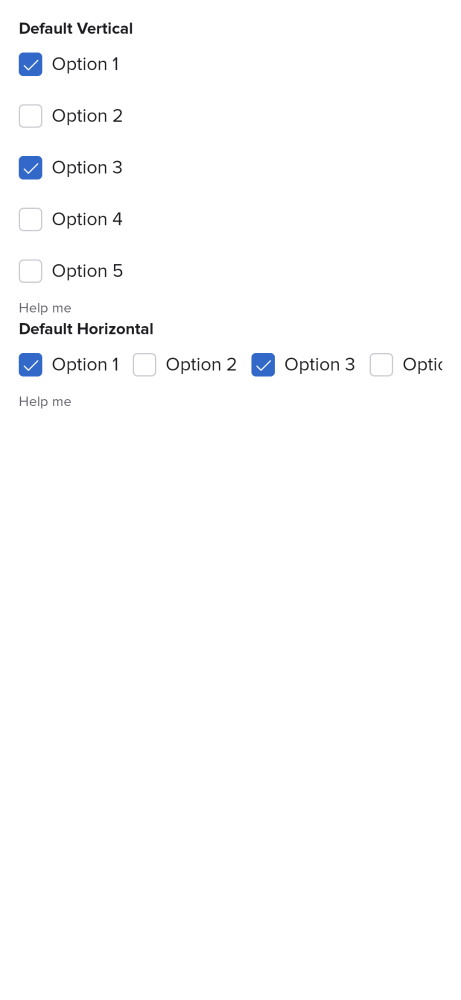 Default Vertical
Option 1
Option 2
Option 3
Option 4
Option 5
Help me
Default Horizontal
Option 1 Option 2 Option 3
Help me